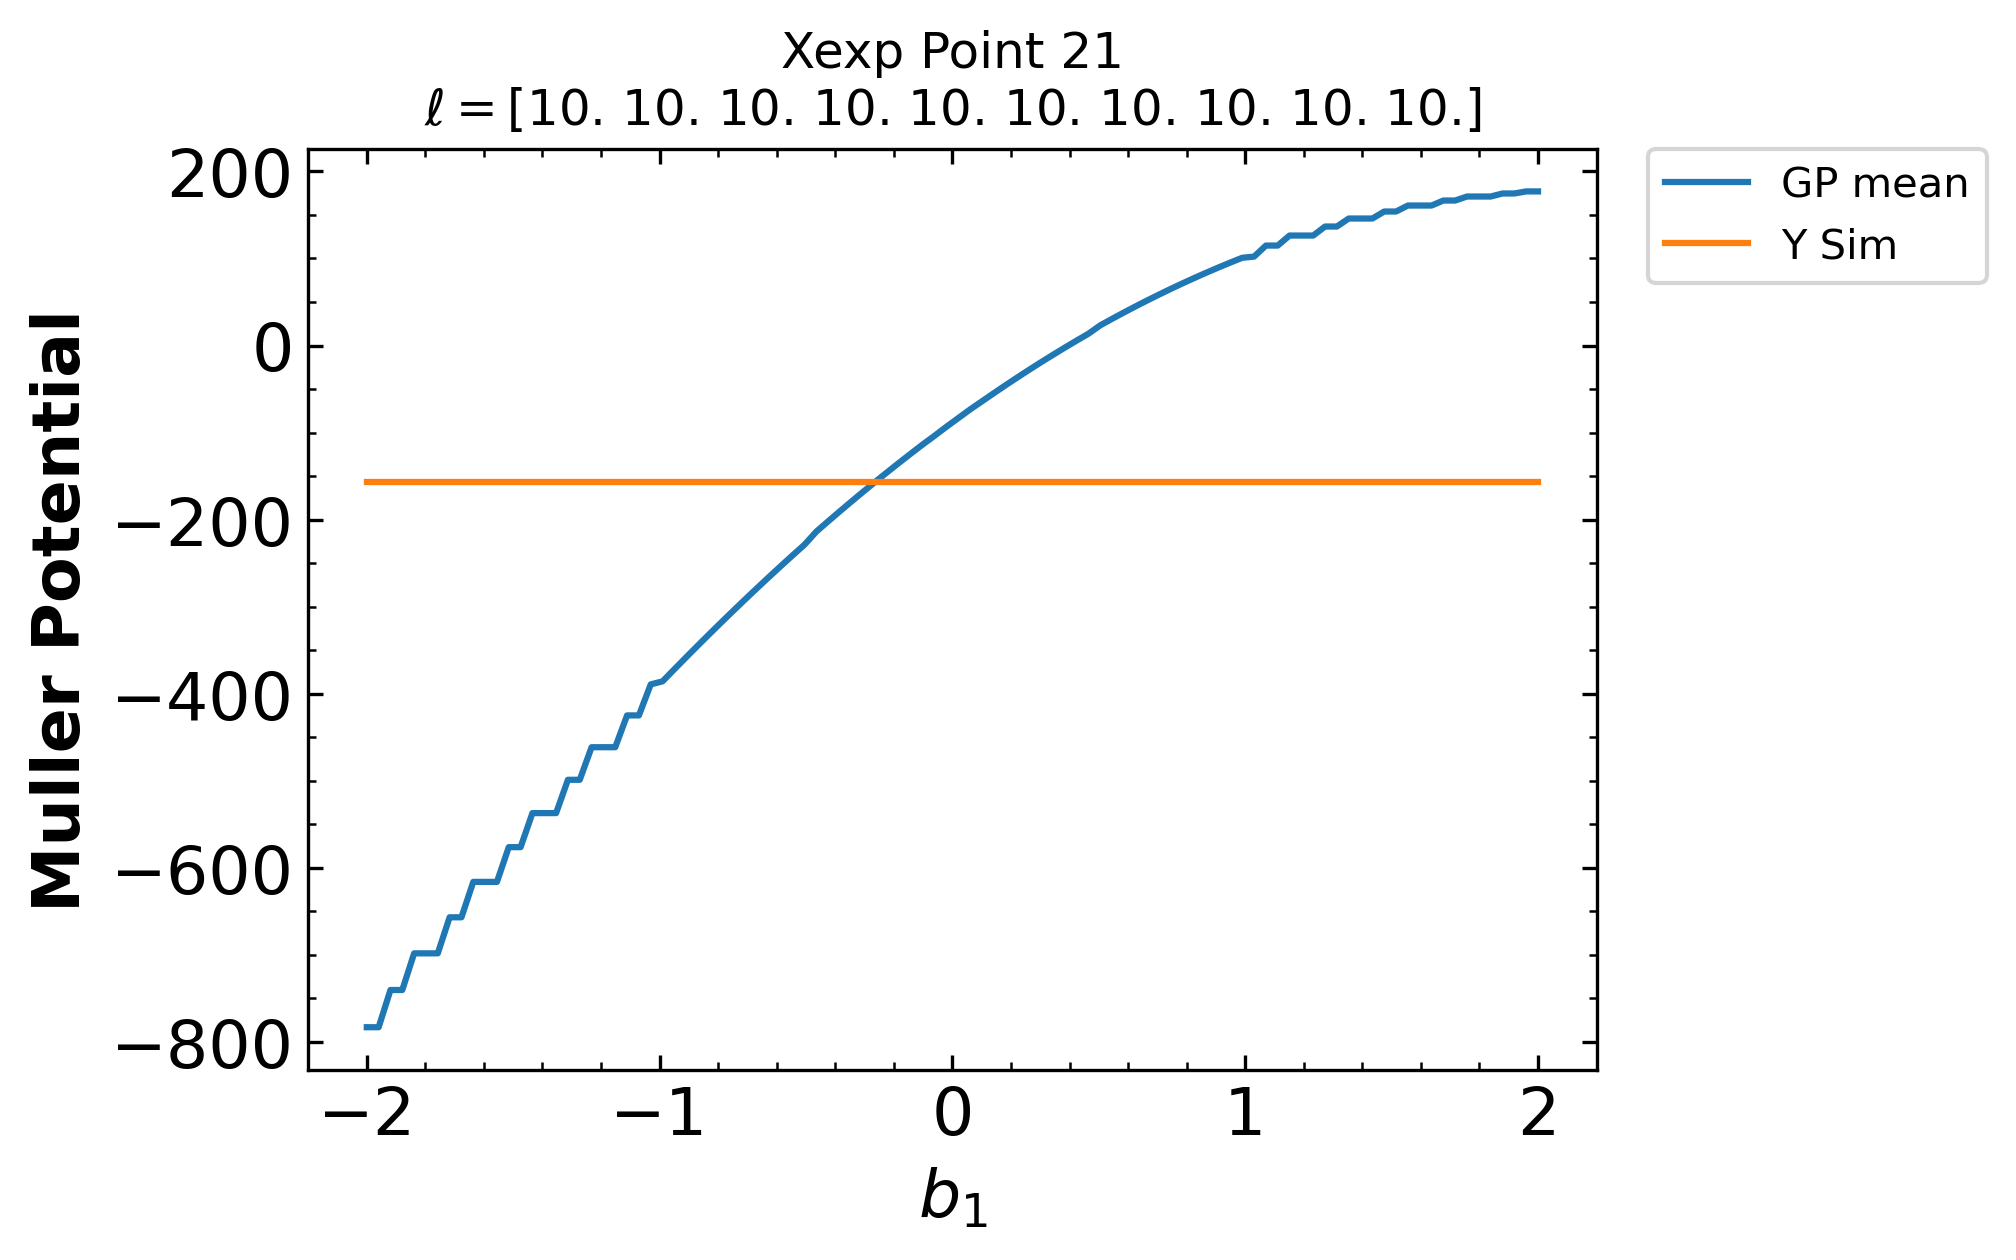 Xexp Point 21
ℓ = [10. 10. 10. 10. 10. 10. 10. 10. 10. 10.]
200
0
−200
−400
−600
−800
Muller Potential
−2 −1 0 1 2
b₁
GP mean
Y Sim